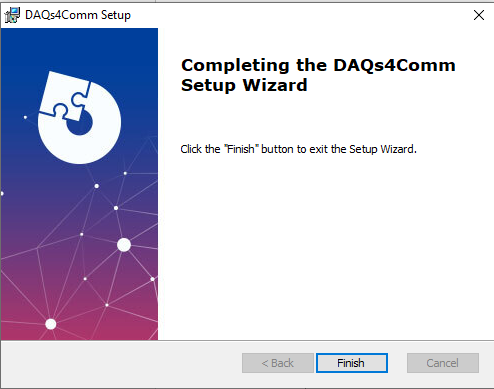 DAQs4Comm Setup
Completing the DAQs4Comm
Setup Wizard
Click the "Finish" button to exit the Setup Wizard.
< Back
Finish
Cancel